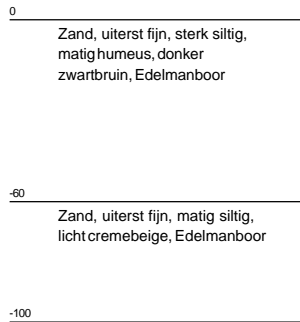 0
Zand, uiterst fijn, sterk siltig,
matig humeus, donker
zwartbruin, Edelmanboor
-60
Zand, uiterst fijn, matig siltig,
licht cremebeige, Edelmanboor
-100